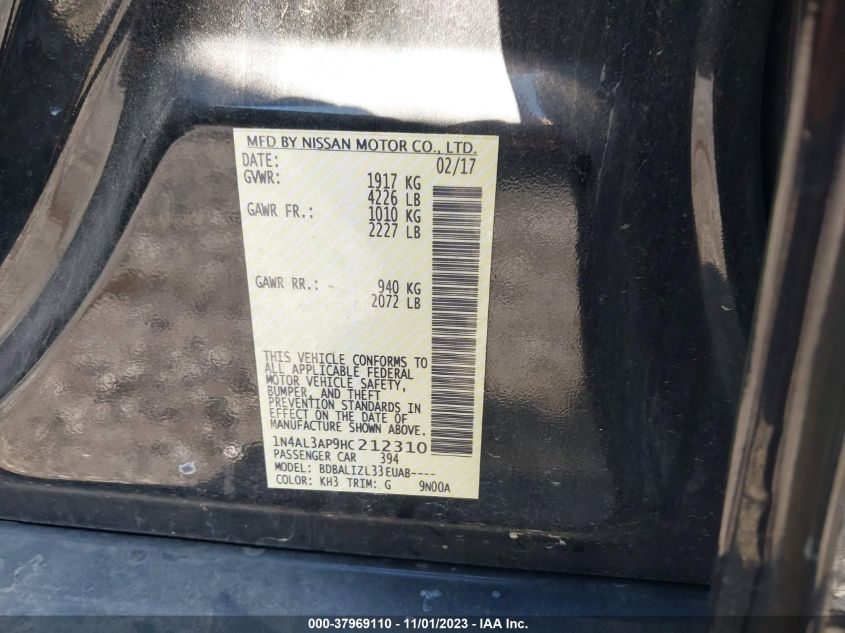 MFD BY NISSAN MOTOR CO., LTD.
DATE: 02/17
GVWR: 1917 KG
4226 LB
GAWR FR.: 1010 KG
2227 LB
GAWR RR.: - 940 KG
2072 LB
THIS VEHICLE CONFORMS TO
ALL APPLICABLE FEDERAL
MOTOR VEHICLE SAFETY,
BUMPER, AND THEFT
PREVENTION STANDARDS IN
EFFECT ON THE DATE OF
MANUFACTURE SHOWN ABOVE.
1N4AL3AP9HC212310
PASSENGER CAR 394
MODEL: BDBALIZL33EUAB----
COLOR: KH3 TRIM: G 9N00A
000-37969110 - 11/01/2023 - © IAA Inc.